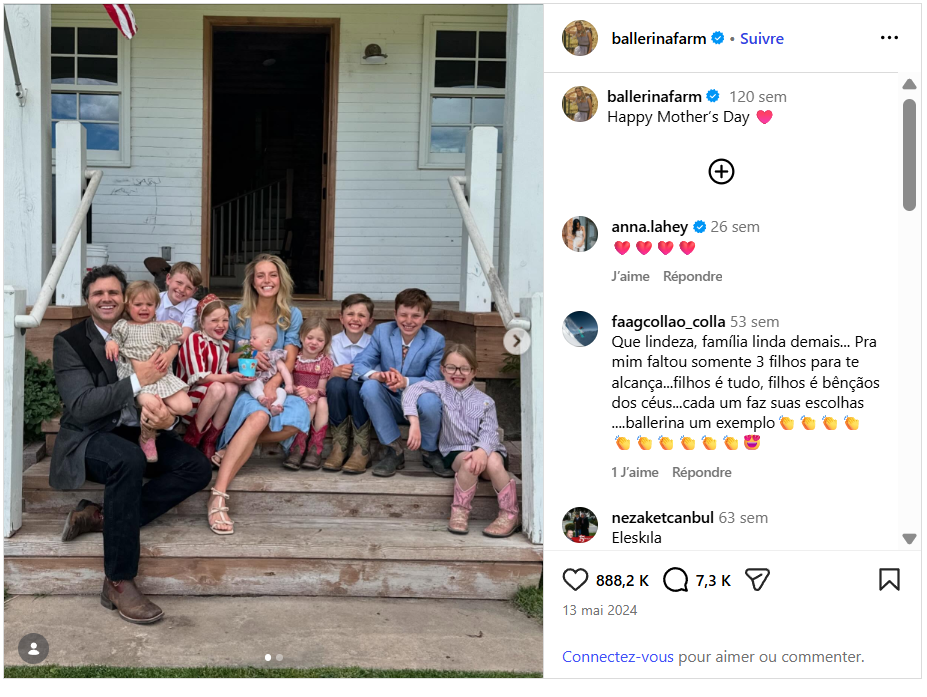 ballerinafarm • Suivre
ballerinafarm 120 sem
Happy Mother's Day ❤️
anna.lahey 26 sem
❤️❤️❤️❤️
J'aime Répondre
faagcollao_colla 53 sem
Que lindeza, família linda demais... Pra
mim faltou somente 3 filhos para te
alcança...filhos é tudo, filhos é bênçãos
dos céus...cada um faz suas escolhas
....ballerina um exemplo👏👏👏👏
👏👏👏👏👏👏😍
1 J'aime Répondre
nezaketcanbul 63 sem
Eleskıla
888,2 K 7,3 K
13 mai 2024
Connectez-vous pour aimer ou commenter.